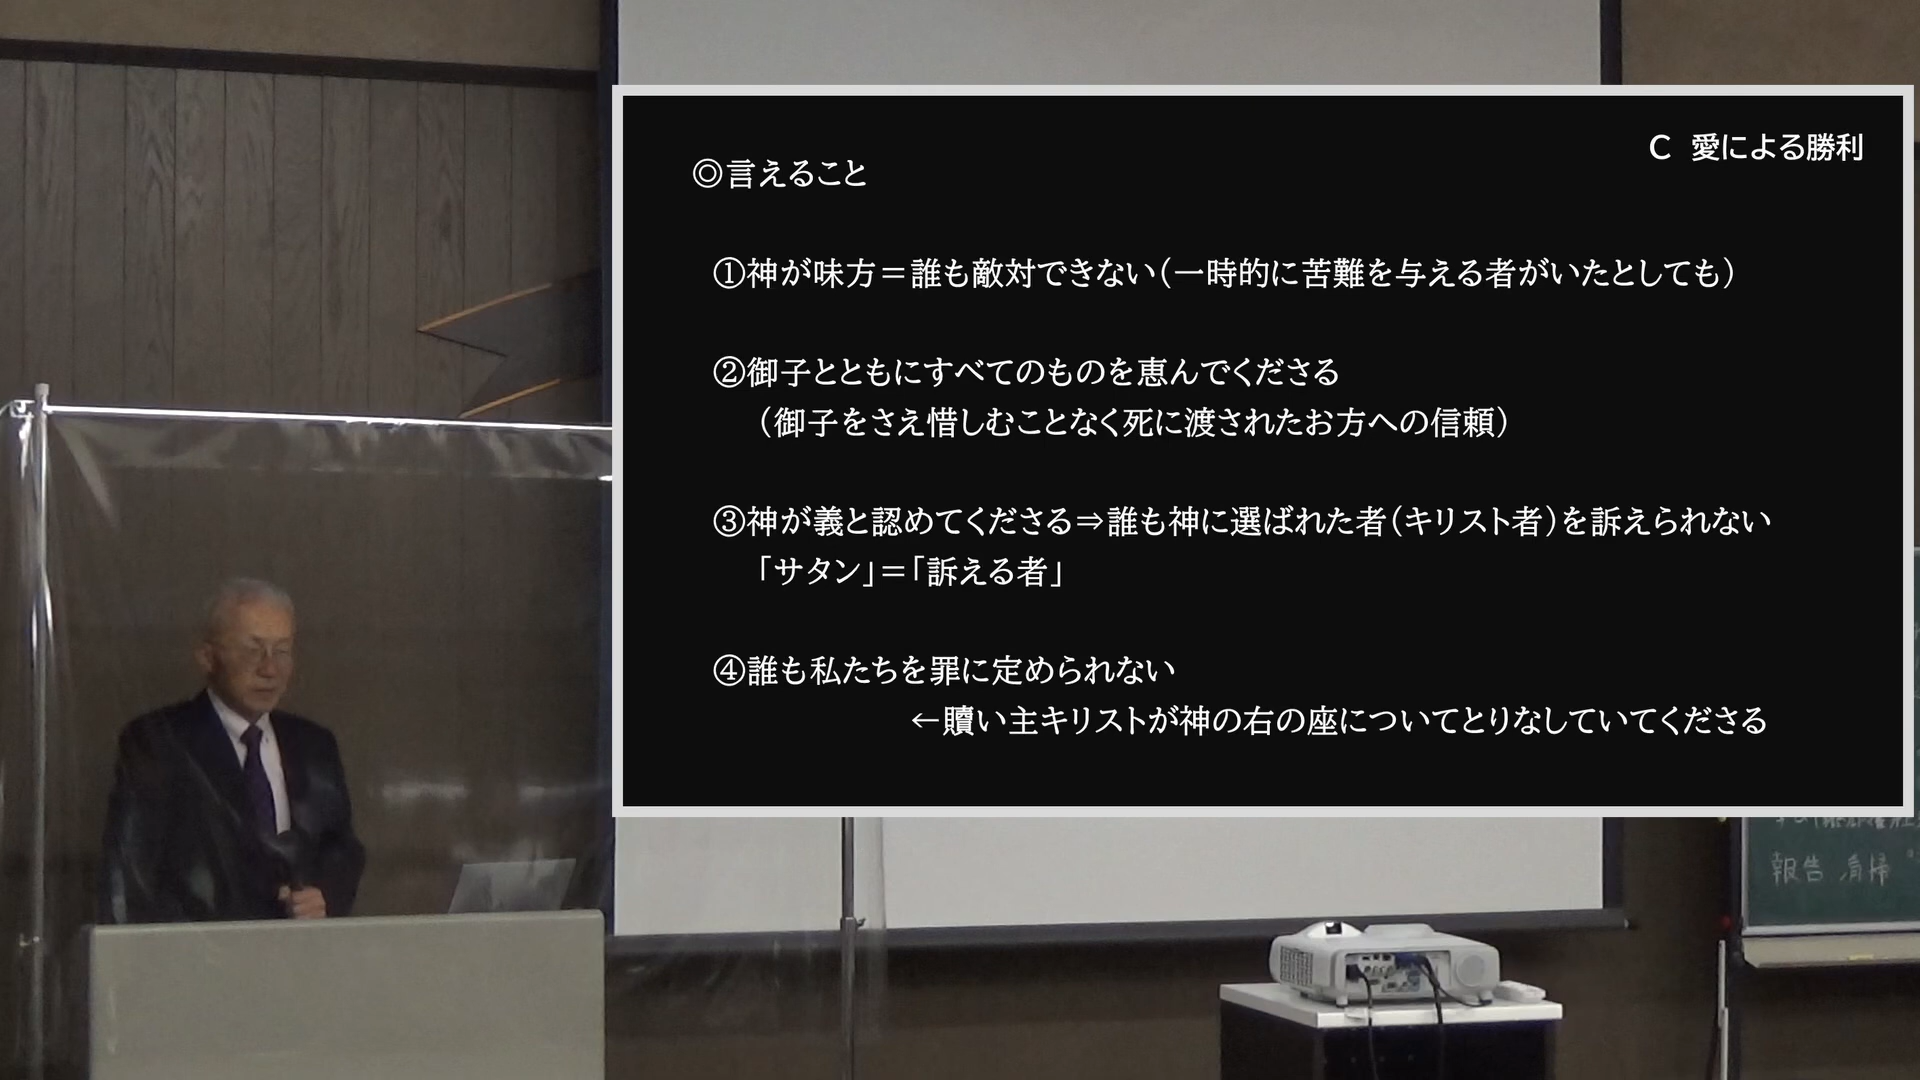 C 愛による勝利
◎言えること
①神が味方＝誰も敵対できない（一時的に苦難を与える者がいたとしても）
②御子とともにすべてのものを恵んでくださる
（御子をさえ惜しむことなく死に渡されたお方への信頼）
③神が義と認めてくださる⇒誰も神に選ばれた者（キリスト者）を訴えられない
「サタン」＝「訴える者」
④誰も私たちを罪に定められない
←贖い主キリストが神の右の座についてとりなしていてくださる
報告 清掃